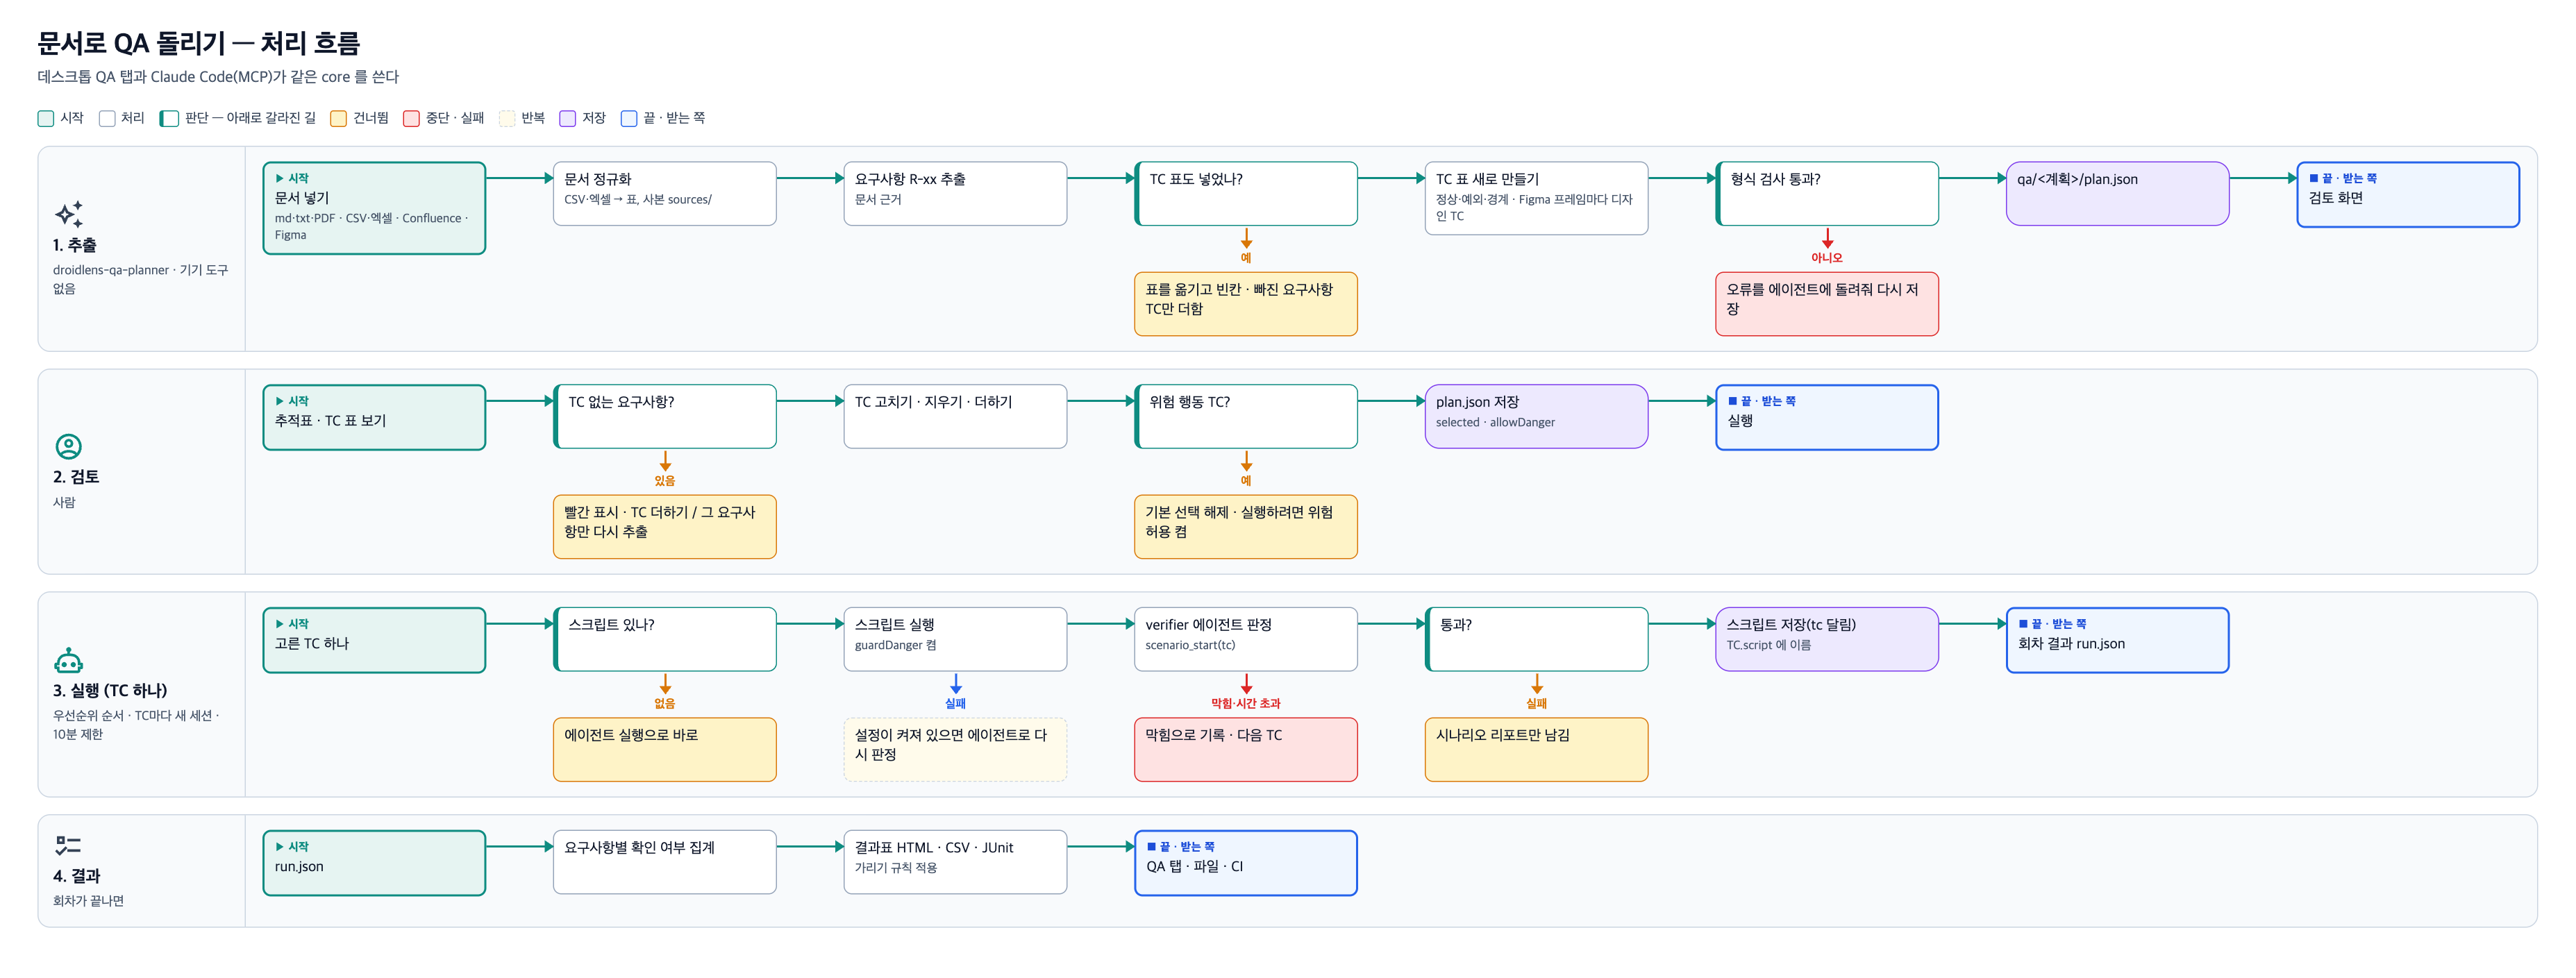 문서로 QA 돌리기 — 처리 흐름
데스크톱 QA 탭과 Claude Code(MCP)가 같은 core 를 쓴다
시작
처리
판단 — 아래로 갈라진 길
건너뜀
중단 · 실패
반복
저장
끝 · 받는 쪽
1. 추출
droidlens-qa-planner · 기기 도구
없음
▶ 시작
문서 넣기
md·txt·PDF · CSV·엑셀 · Confluence ·
Figma
문서 정규화
CSV·엑셀 → 표, 사본 sources/
요구사항 R-xx 추출
문서 근거
TC 표도 넣었나?
예
표를 옮기고 빈칸 · 빠진 요구사항
TC만 더함
TC 표 새로 만들기
정상·예외·경계 · Figma 프레임마다 디자
인 TC
형식 검사 통과?
아니오
오류를 에이전트에 돌려줘 다시 저
장
qa/<계획>/plan.json
■ 끝 · 받는 쪽
검토 화면
2. 검토
사람
▶ 시작
추적표 · TC 표 보기
TC 없는 요구사항?
있음
빨간 표시 · TC 더하기 / 그 요구사
항만 다시 추출
TC 고치기 · 지우기 · 더하기
위험 행동 TC?
예
기본 선택 해제 · 실행하려면 위험
허용 켬
plan.json 저장
selected · allowDanger
■ 끝 · 받는 쪽
실행
3. 실행 (TC 하나)
우선순위 순서 · TC마다 새 세션 ·
10분 제한
▶ 시작
고른 TC 하나
스크립트 있나?
없음
에이전트 실행으로 바로
스크립트 실행
guardDanger 켬
실패
설정이 켜져 있으면 에이전트로 다
시 판정
verifier 에이전트 판정
scenario_start(tc)
막힘·시간 초과
막힘으로 기록 · 다음 TC
통과?
실패
시나리오 리포트만 남김
스크립트 저장(tc 달림)
TC.script 에 이름
■ 끝 · 받는 쪽
회차 결과 run.json
4. 결과
회차가 끝나면
▶ 시작
run.json
요구사항별 확인 여부 집계
결과표 HTML · CSV · JUnit
가리기 규칙 적용
■ 끝 · 받는 쪽
QA 탭 · 파일 · CI